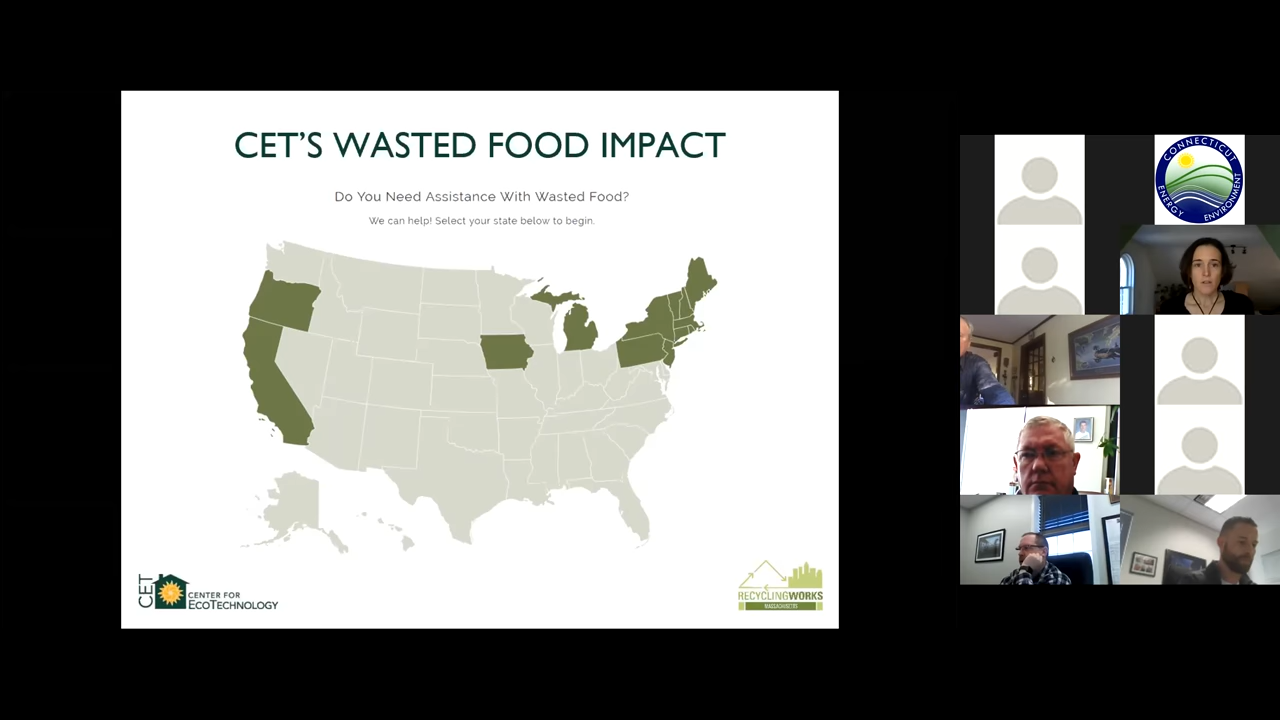 CET'S WASTED FOOD IMPACT
Do You Need Assistance With Wasted Food?
We can help! Select your state below to begin.
CET
CENTER FOR
ECOTECHNOLOGY
RECYCLINGWORKS
MASSACHUSETTS
CONNECTICUT
ENERGY ENVIRONMENT